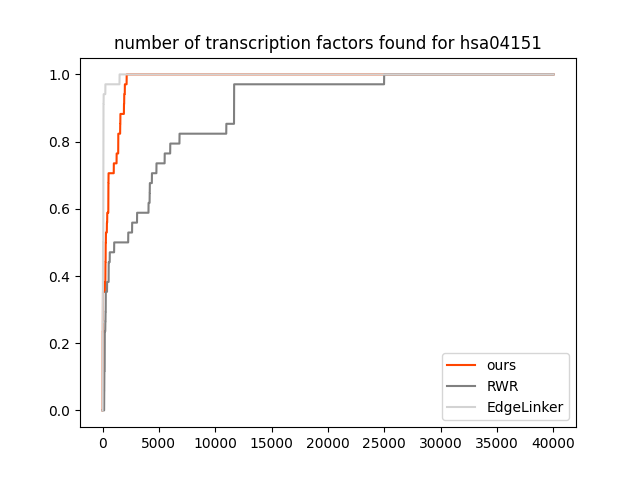 number of transcription factors found for hsa04151
1.0
0.8
0.6
0.4
0.2
0.0
ours
RWR
EdgeLinker
0 5000 10000 15000 20000 25000 30000 35000 40000